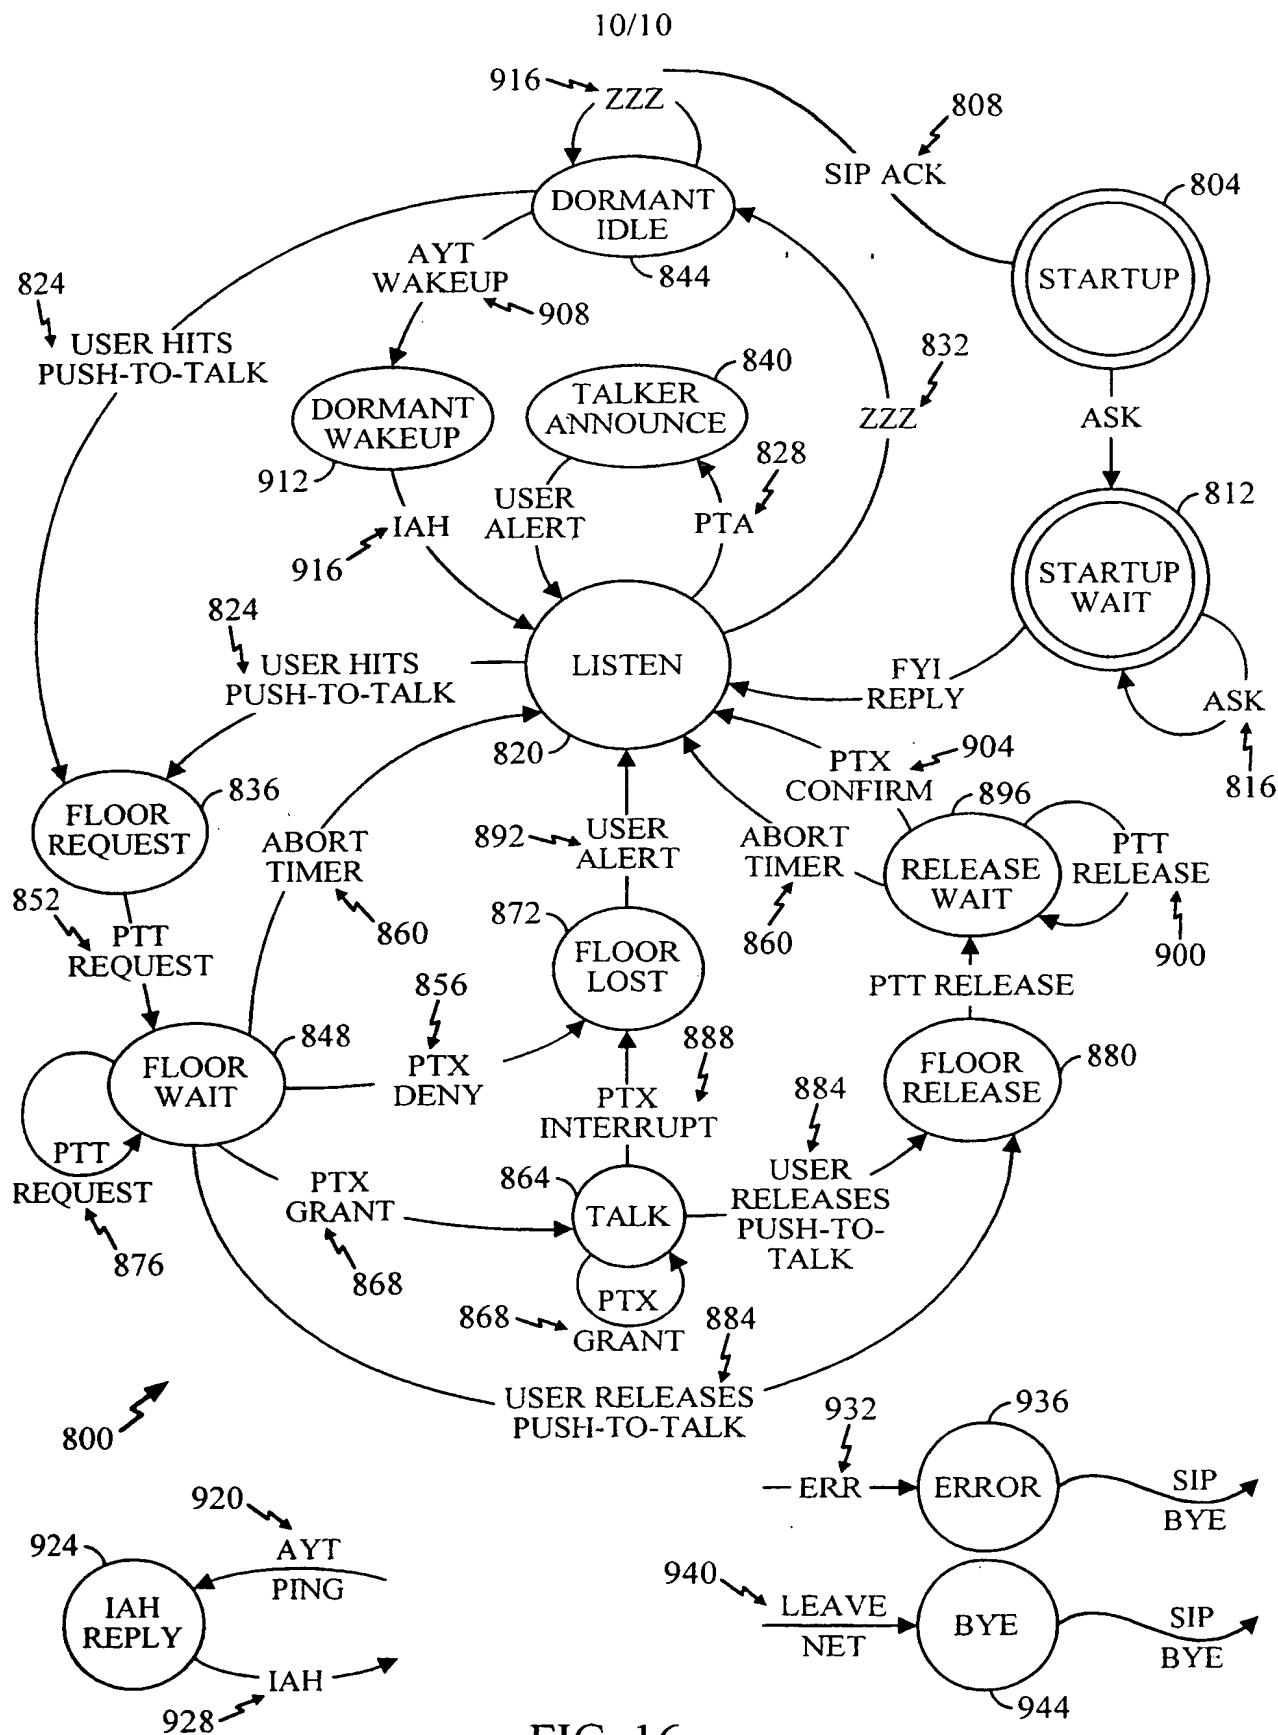 10/10
916
ZZZ
808
SIP ACK
804
DORMANT
IDLE
STARTUP
844
AYT
WAKEUP
908
824
USER HITS
PUSH-TO-TALK
832
840
TALKER
ANNOUNCE
DORMANT
WAKEUP
ZZZ
ASK
912
828
USER
ALERT
PTA
812
IAH
916
STARTUP
WAIT
824
USER HITS
PUSH-TO-TALK
LISTEN
FYI
REPLY
ASK
820
904
PTX
CONFIRM
816
836
FLOOR
REQUEST
896
ABORT
TIMER
892
USER
ALERT
ABORT
TIMER
PTT
RELEASE
RELEASE
WAIT
852
872
PTT
REQUEST
860
860
900
FLOOR
LOST
856
PTT RELEASE
848
888
FLOOR
WAIT
PTX
DENY
FLOOR
RELEASE
880
PTX
INTERRUPT
884
PTT
REQUEST
864
USER
RELEASES
PUSH-TO-
TALK
PTX
GRANT
TALK
876
868
PTX
GRANT
868
884
USER RELEASES
PUSH-TO-TALK
800
932
936
ERR
ERROR
SIP
BYE
920
AYT
PING
924
IAH
REPLY
940
LEAVE
NET
BYE
SIP
BYE
IAH
928
944
FIG. 16